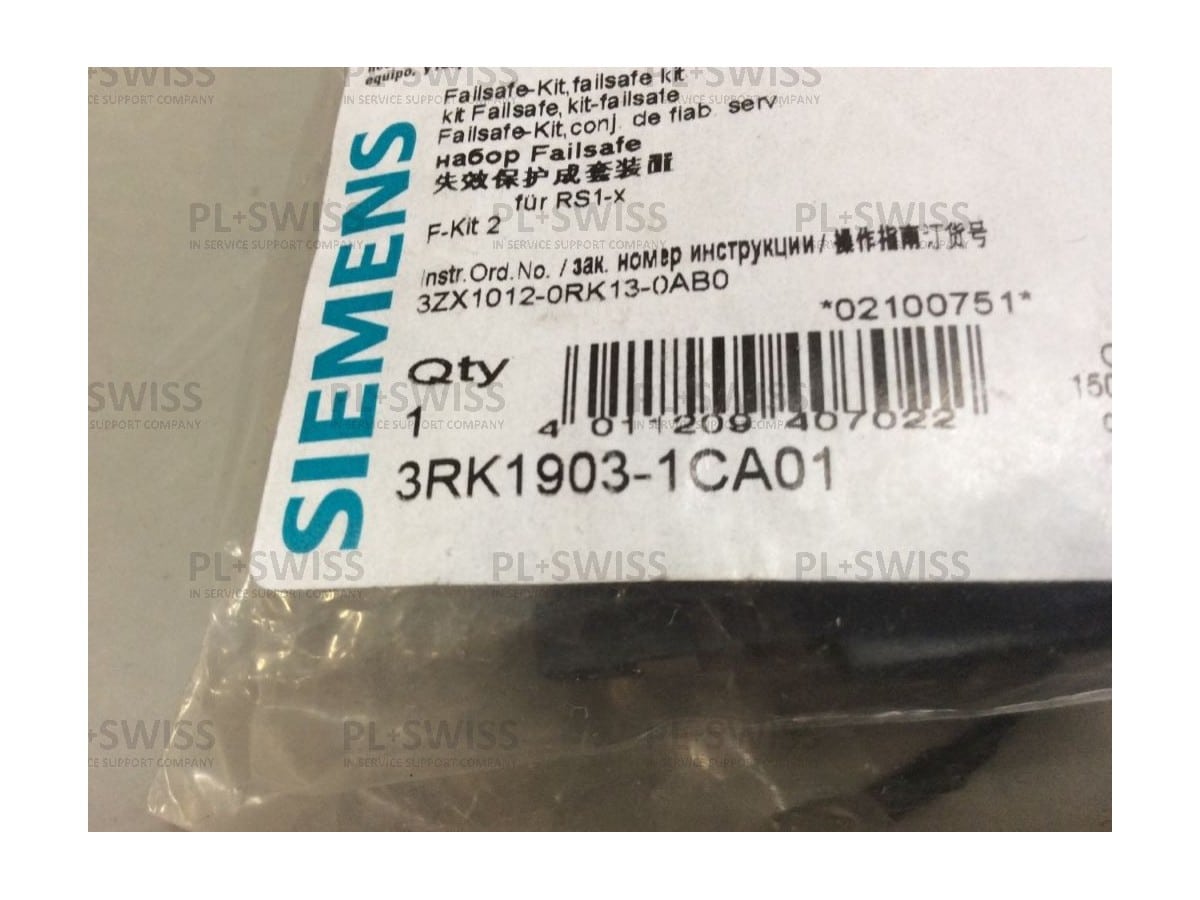 equipo.
Failsafe-Kit,failsafe kit
kit Failsafe, kit-failsafe
Failsafe-Kit,conj. de fiab. serv
набор Failsafe
失效保护成套装置
für RS1-x
F-Kit 2
Instr.Ord.No. / зак. номер инструкции/ 操作指南订货号
3ZX1012-0RK13-0AB0
*02100751*
SIEMENS
Qty
1
4 011209 407022
3RK1903-1CA01
PL+SWISS
IN SERVICE SUPPORT COMPANY